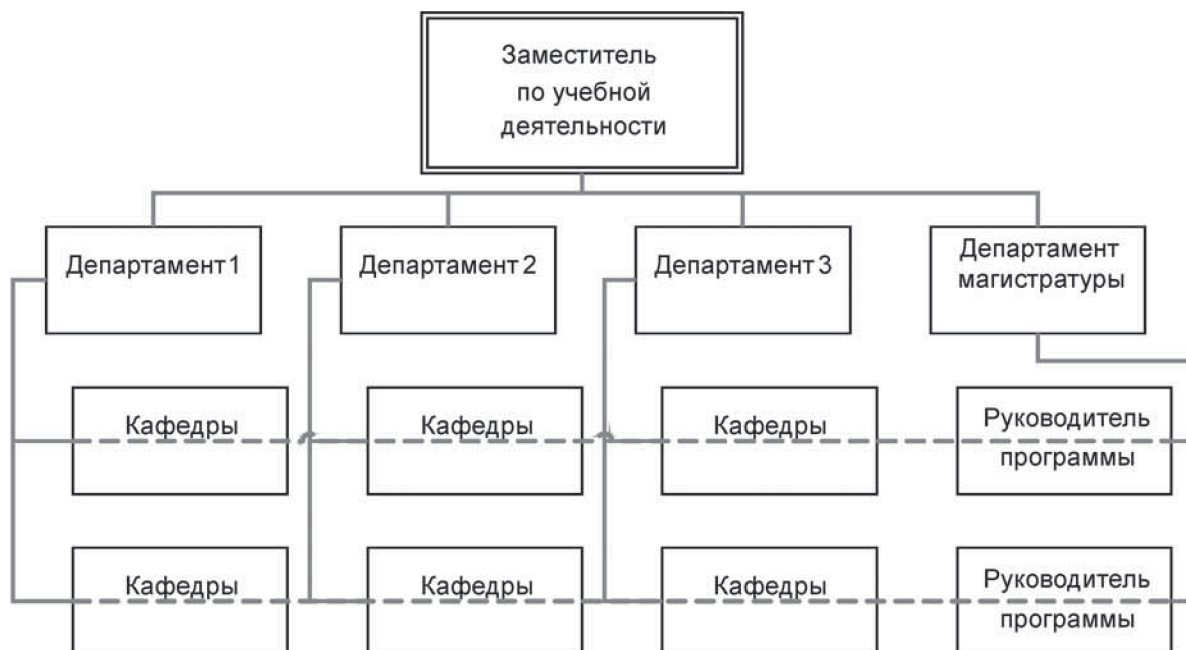 Заместитель
по учебной
деятельности
Департамент 1
Департамент 2
Департамент 3
Департамент
магистратуры
Кафедры
Кафедры
Кафедры
Руководитель
программы
Кафедры
Кафедры
Кафедры
Руководитель
программы